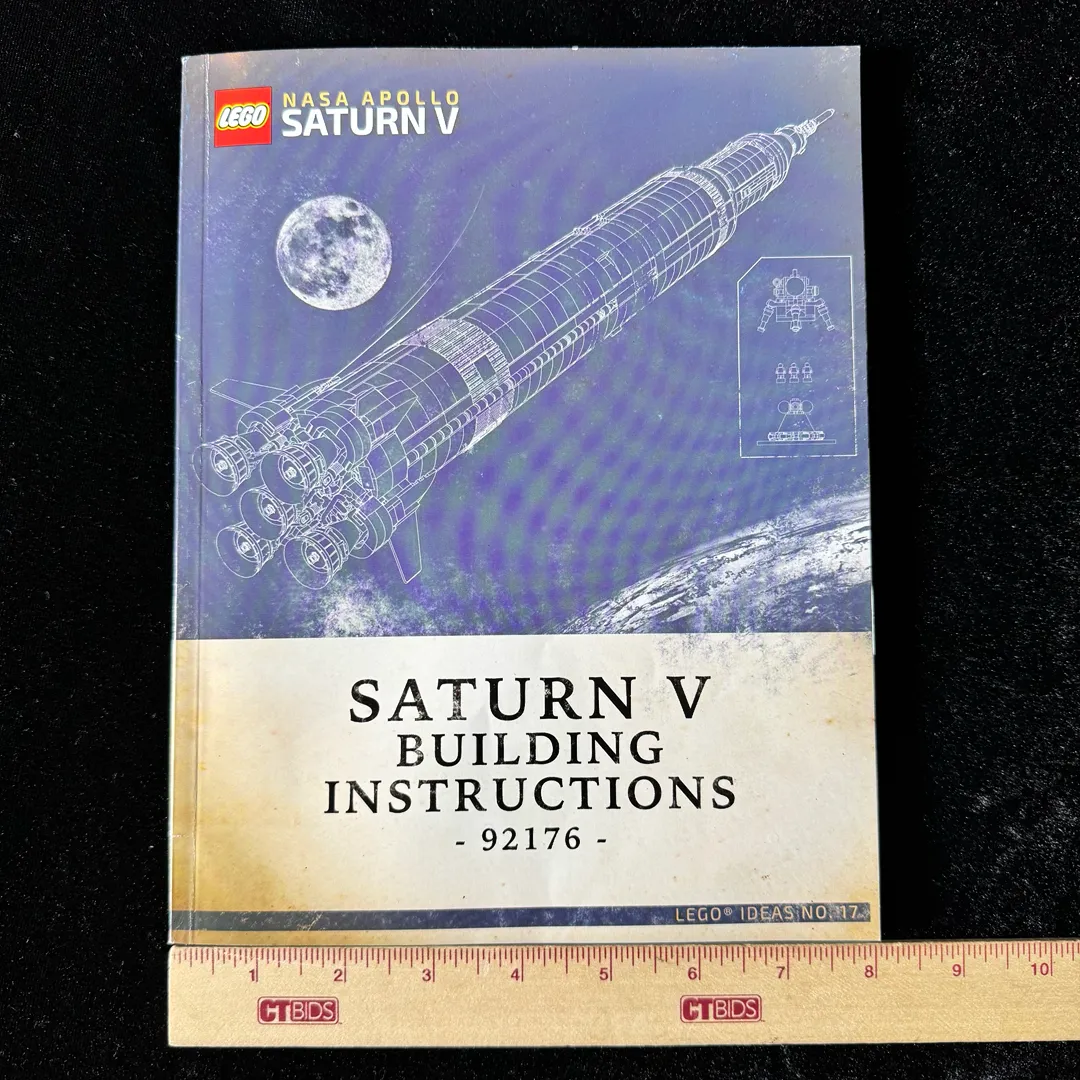 LEGO
NASA APOLLO
SATURN V
SATURN V
BUILDING
INSTRUCTIONS
- 92176 -
LEGO® IDEAS NO. 17
1 2 3 4 5 6 7 8 9 10
CTBIDS CTBIDS